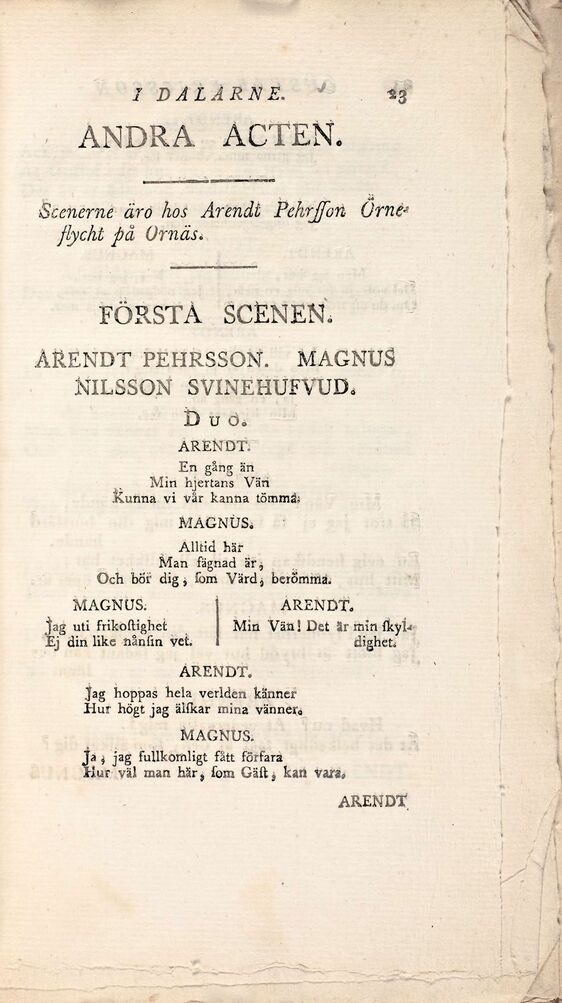 I DALARNE. 23
ANDRA ACTEN.
Scenerne äro hos Arendt Pehrsson Örne-
flycht på Ornäs.
FÖRSTA SCENEN.
ARENDT PEHRSSON. MAGNUS
NILSSON SVINEHUFVUD.
DUO.
ARENDT.
En gång än
Min hjertans Vän
Kunna vi vår kanna tömma.
MAGNUS.
Alltid här
Man fägnad är,
Och bör dig, som Värd, berömma.
MAGNUS.
Jag uti frikostighet
Ej din like nånsin vet.
ARENDT.
Min Vän! Det är min skyl-
dighet.
ARENDT.
Jag hoppas hela verlden känner
Hur högt jag älskar mina vänner.
MAGNUS.
Ja, jag fullkomligt fått förfara
Hur väl man här, som Gäst, kan vara.
ARENDT